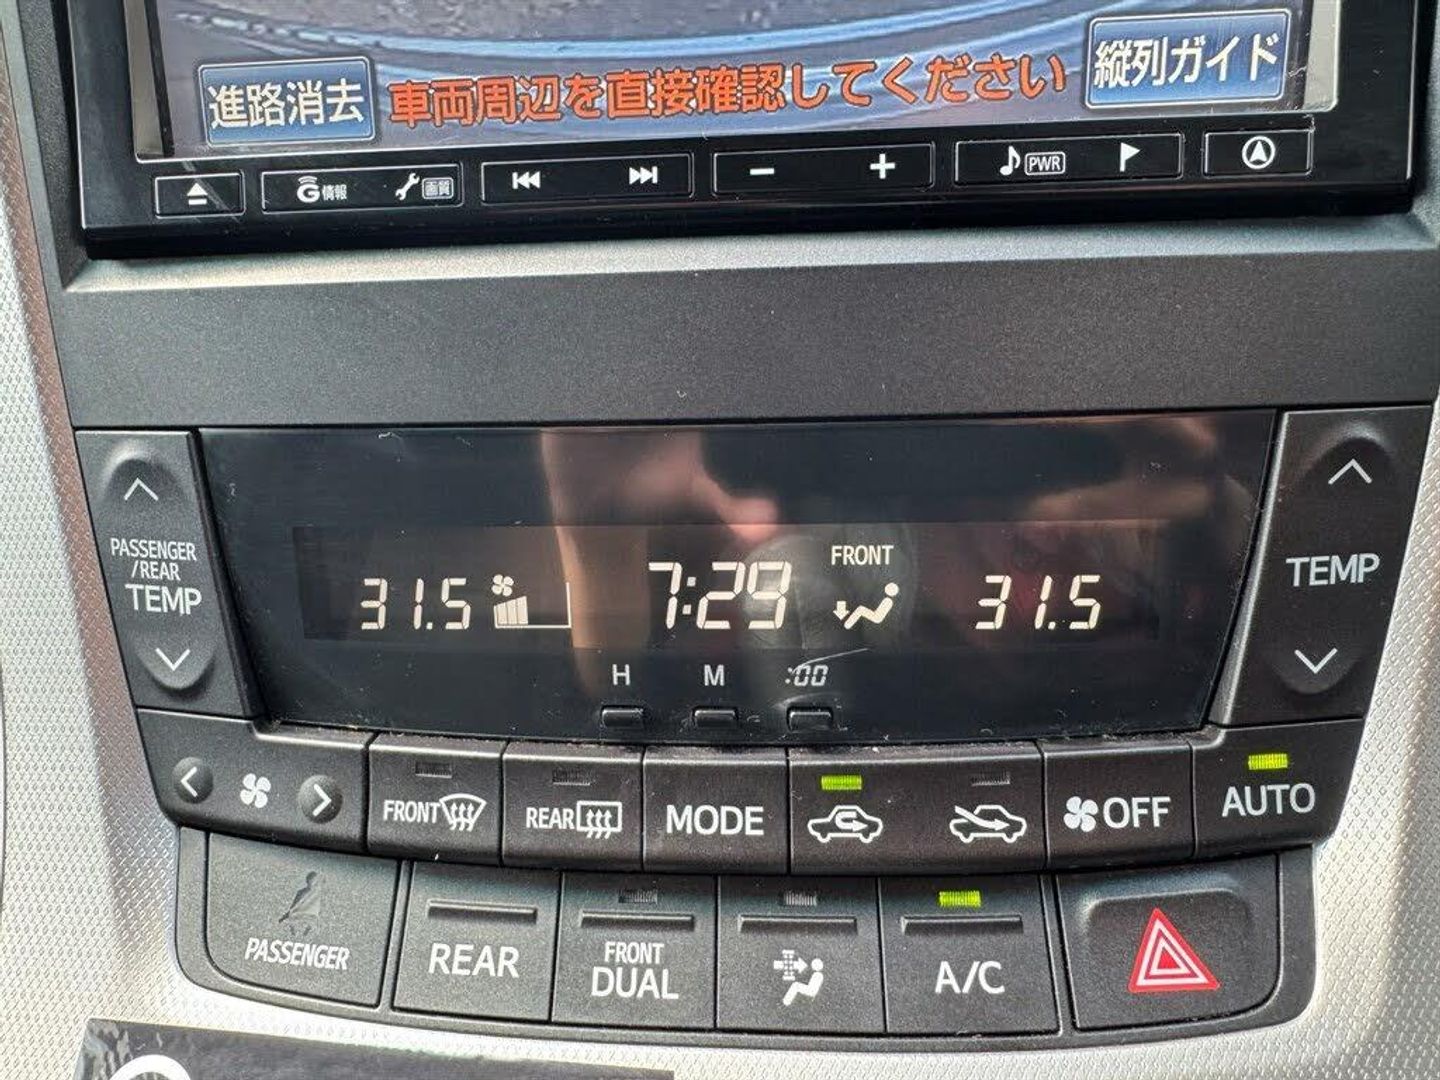 進路消去 車両周辺を直接確認してください 縦列ガイド
G情報 画質 PWR
PASSENGER
/REAR
TEMP
31.5 7:29 FRONT 31.5 TEMP
H M :00
FRONT REAR MODE OFF AUTO
PASSENGER REAR FRONT
DUAL A/C